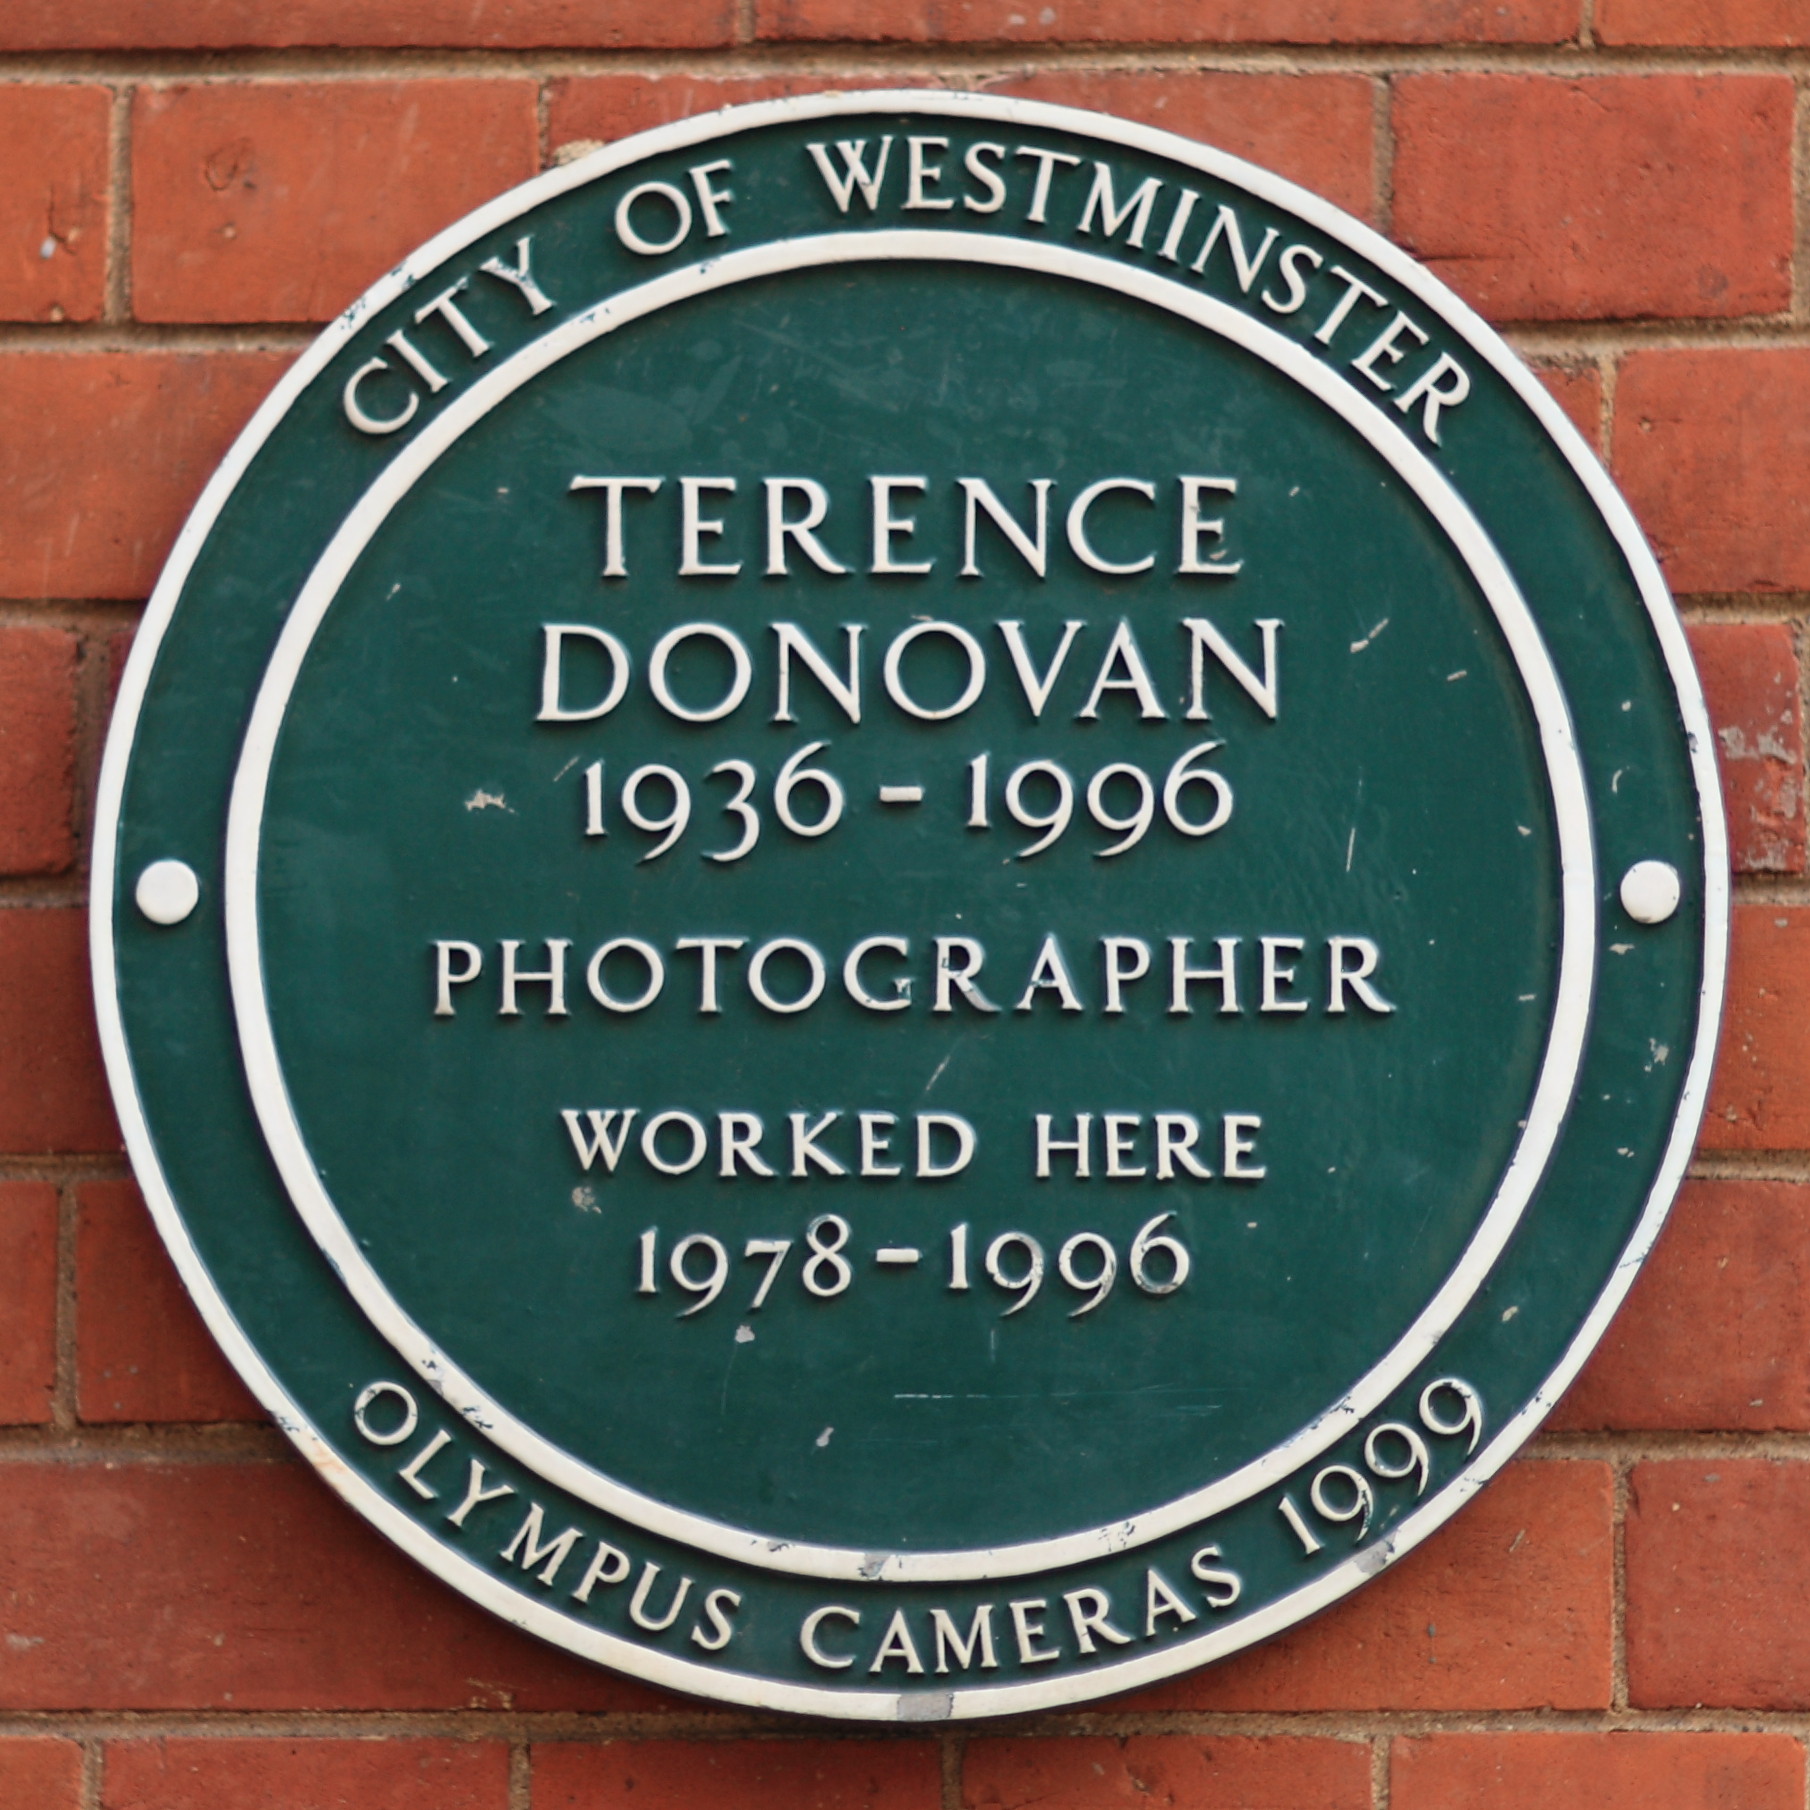 CITY OF WESTMINSTER
TERENCE
DONOVAN
1936-1996
PHOTOGRAPHER
WORKED HERE
1978-1996
OLYMPUS CAMERAS 1999